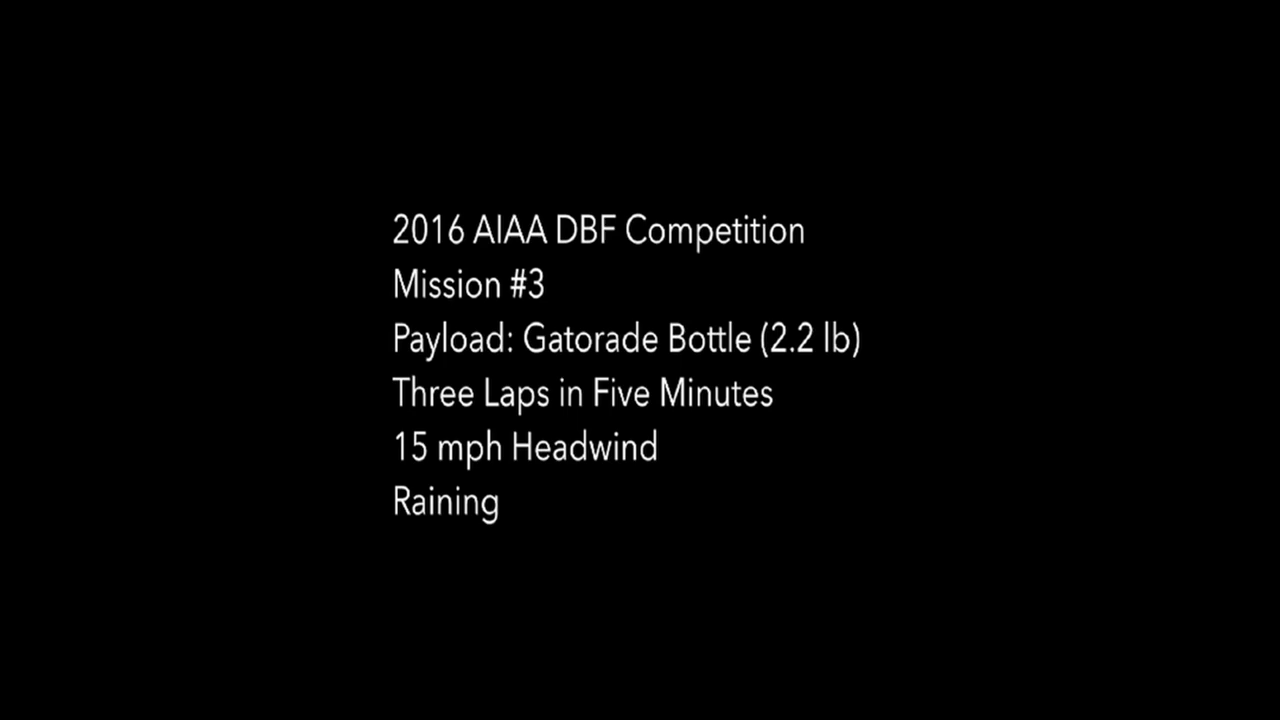 2016 AIAA DBF Competition
Mission #3
Payload: Gatorade Bottle (2.2 lb)
Three Laps in Five Minutes
15 mph Headwind
Raining